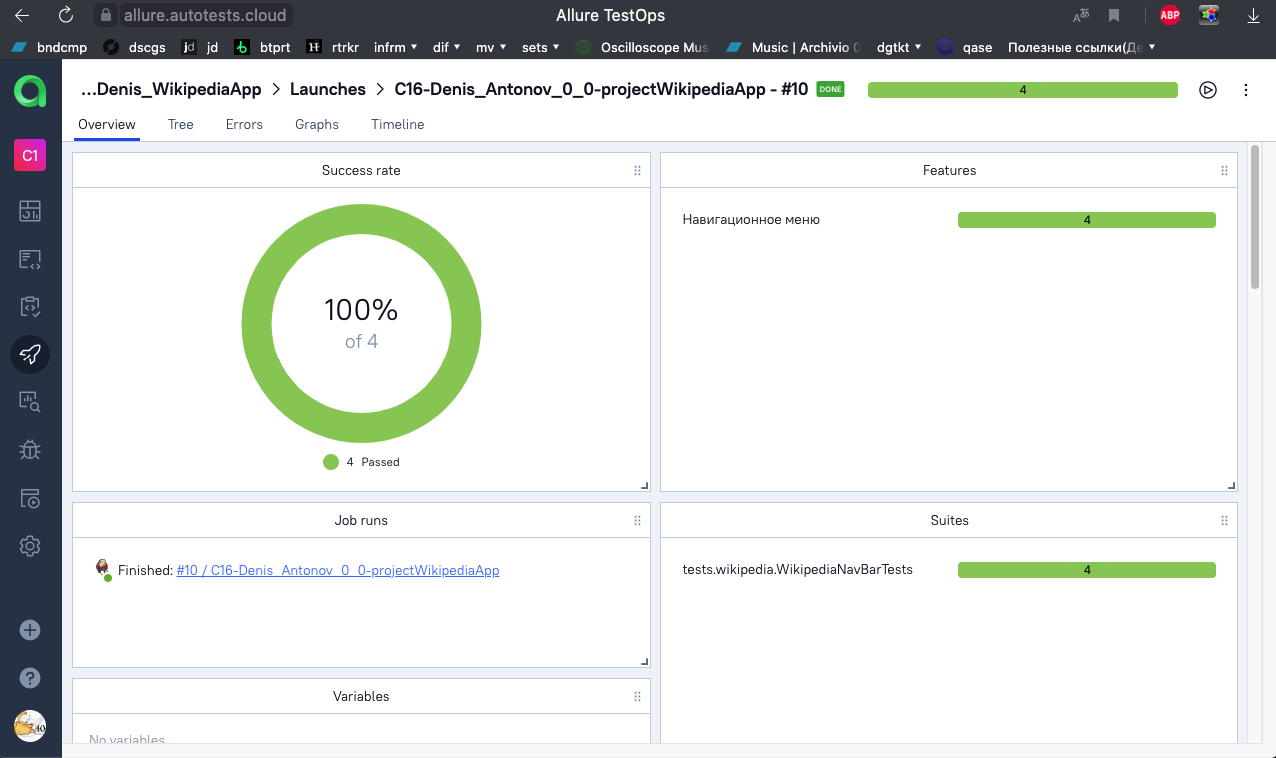 allure.autotests.cloud
Allure TestOps
ABP
bndcmp dscgs jd jd btprt rtrkr infrm dif mv sets Oscilloscope Mus Music | Archivio dgtkt qase Полезные ссылки(Де
...Denis_WikipediaApp > Launches > C16-Denis_Antonov_0_0-projectWikipediaApp - #10 DONE 4
Overview Tree Errors Graphs Timeline
C1
Success rate
100%
of 4
4 Passed
Features
Навигационное меню 4
Job runs
Finished: #10 / C16-Denis_Antonov_0_0-projectWikipediaApp
Suites
tests.wikipedia.WikipediaNavBarTests 4
Variables
No variables